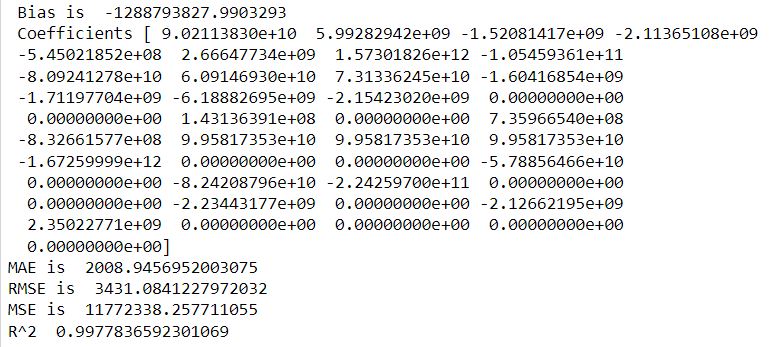 Bias is  -1288793827.9903293
Coefficients [ 9.02113830e+10  5.99282942e+09 -1.52081417e+09 -2.11365108e+09
-5.45021852e+08  2.66647734e+09  1.57301826e+12 -1.05459361e+11
-8.09241278e+10  6.09146930e+10  7.31336245e+10 -1.60416854e+09
-1.71197704e+09 -6.18882695e+09 -2.15423020e+09  0.00000000e+00
0.00000000e+00  1.43136391e+08  0.00000000e+00  7.35966540e+08
-8.32661577e+08  9.95817353e+10  9.95817353e+10  9.95817353e+10
-1.67259999e+12  0.00000000e+00  0.00000000e+00 -5.78856466e+10
0.00000000e+00 -8.24208796e+10 -2.24259700e+11  0.00000000e+00
0.00000000e+00 -2.23443177e+09  0.00000000e+00 -2.12662195e+09
2.35022771e+09  0.00000000e+00  0.00000000e+00  0.00000000e+00
0.00000000e+00]
MAE is  2008.9456952003075
RMSE is  3431.0841227972032
MSE is  11772338.257711055
R^2  0.9977836592301069